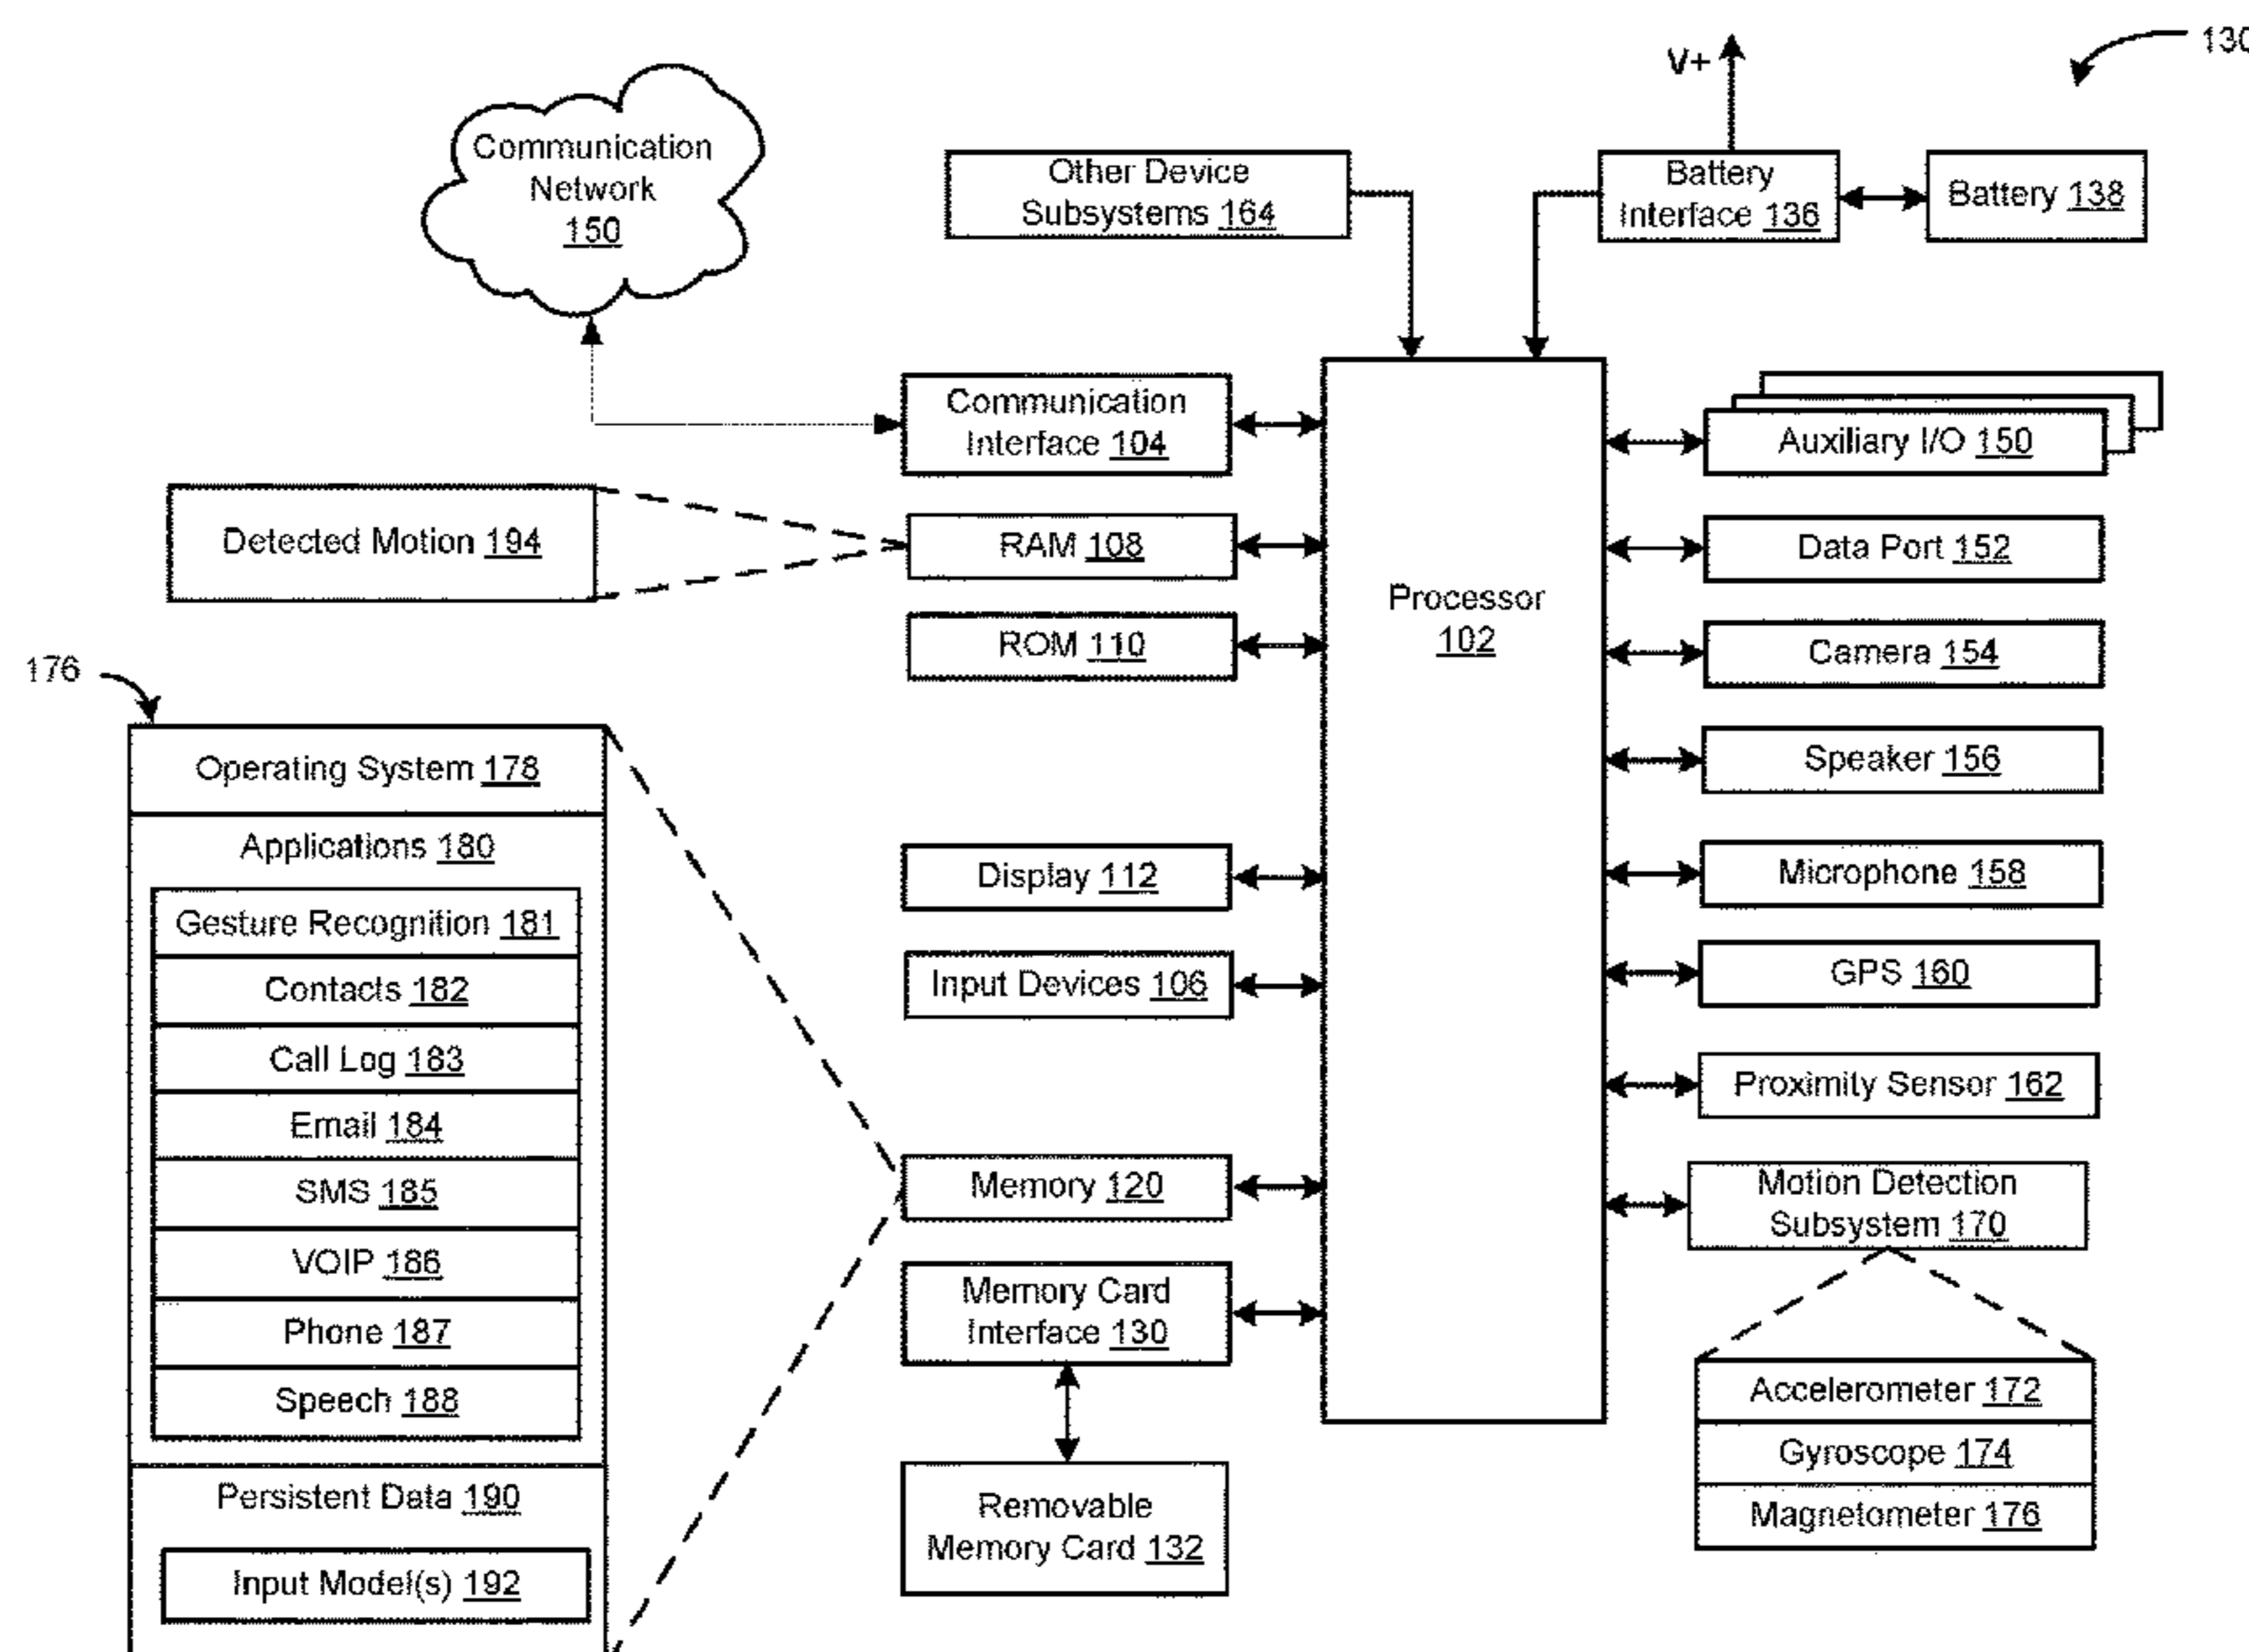 130
V+
Communication
Network
150
Other Device
Subsystems 164
Battery
Interface 136
Battery 138
Communication
Interface 104
Auxiliary I/O 150
Detected Motion 194
RAM 108
Data Port 152
Processor
102
ROM 110
Camera 154
176
Operating System 178
Speaker 156
Applications 180
Display 112
Microphone 158
Gesture Recognition 181
Contacts 182
Input Devices 106
GPS 160
Call Log 183
Proximity Sensor 162
Email 184
SMS 185
Memory 120
Motion Detection
Subsystem 170
VOIP 186
Memory Card
Interface 130
Phone 187
Speech 188
Accelerometer 172
Gyroscope 174
Magnetometer 176
Persistent Data 190
Removable
Memory Card 132
Input Model(s) 192